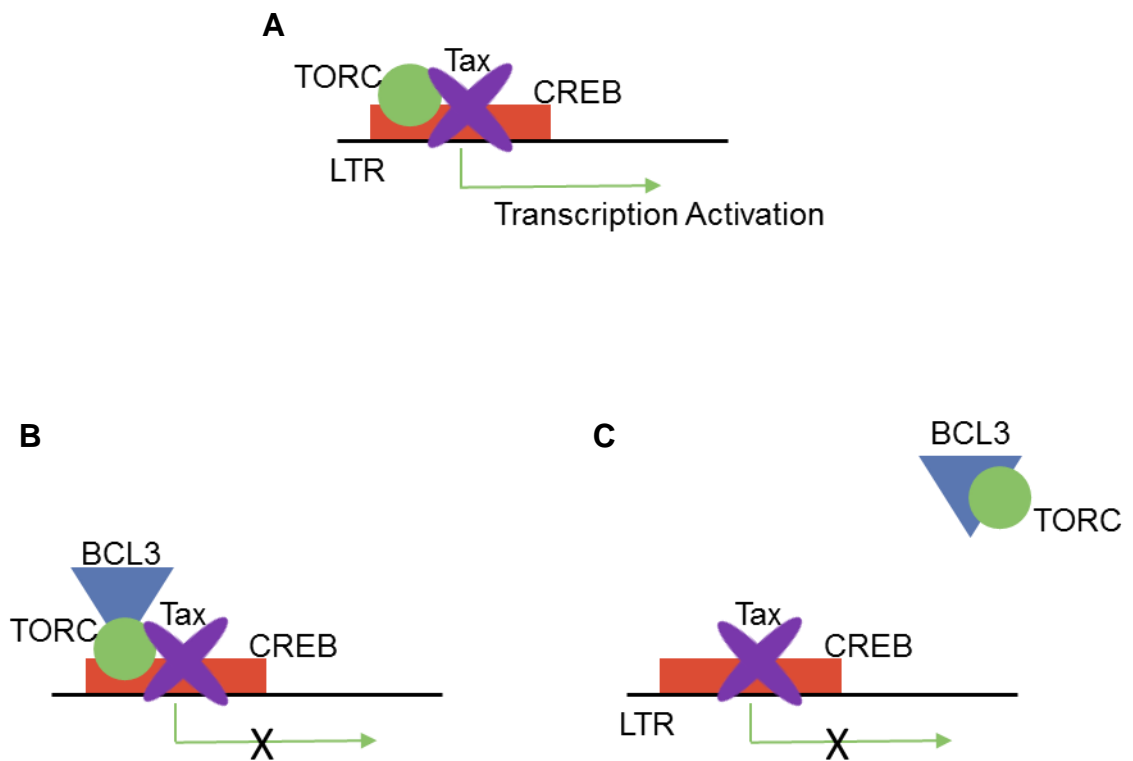 A
Tax
TORC
CREB
LTR
Transcription Activation
B
BCL3
Tax
TORC
CREB
X
C
BCL3
TORC
Tax
CREB
LTR
X